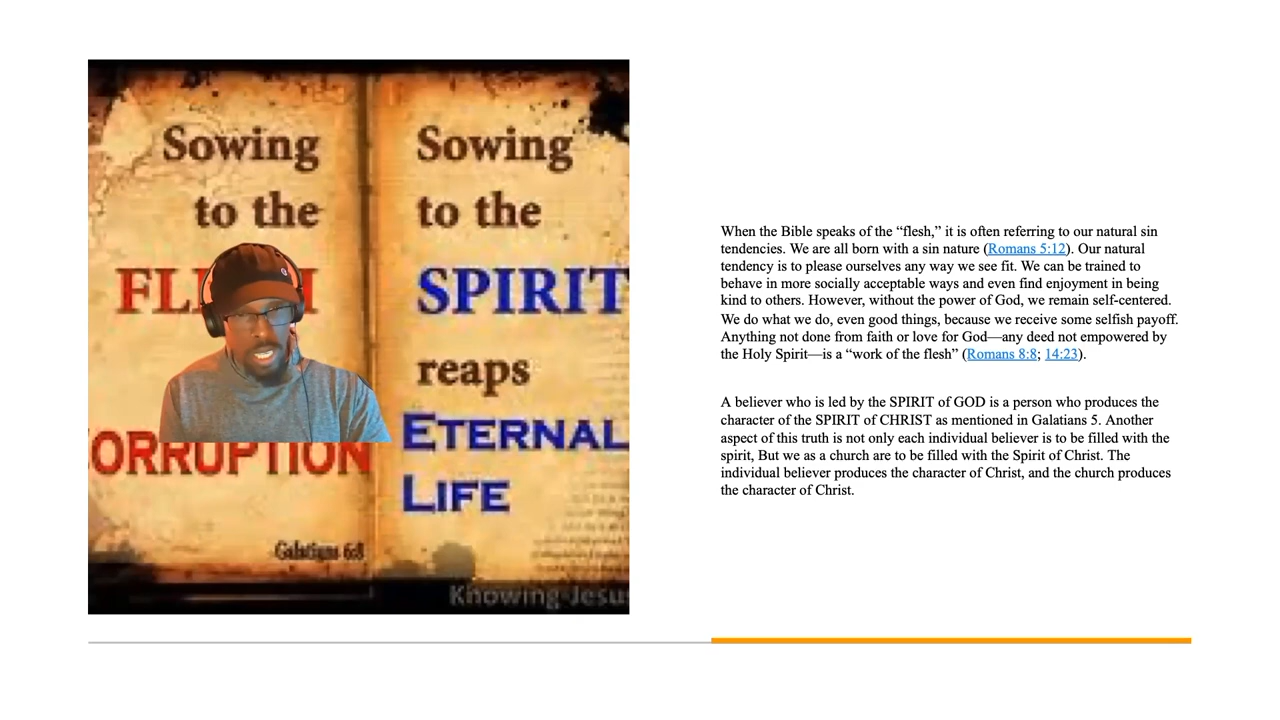 Sowing
to the
Sowing
to the
SPIRIT
reaps
ETERNAL
LIFE
ORRUPTION
Galatians 6:8
Knowing-Jesus
When the Bible speaks of the “flesh,” it is often referring to our natural sin
tendencies. We are all born with a sin nature (Romans 5:12). Our natural
tendency is to please ourselves any way we see fit. We can be trained to
behave in more socially acceptable ways and even find enjoyment in being
kind to others. However, without the power of God, we remain self-centered.
We do what we do, even good things, because we receive some selfish payoff.
Anything not done from faith or love for God—any deed not empowered by
the Holy Spirit—is a “work of the flesh” (Romans 8:8; 14:23).
A believer who is led by the SPIRIT of GOD is a person who produces the
character of the SPIRIT of CHRIST as mentioned in Galatians 5. Another
aspect of this truth is not only each individual believer is to be filled with the
spirit, But we as a church are to be filled with the Spirit of Christ. The
individual believer produces the character of Christ, and the church produces
the character of Christ.